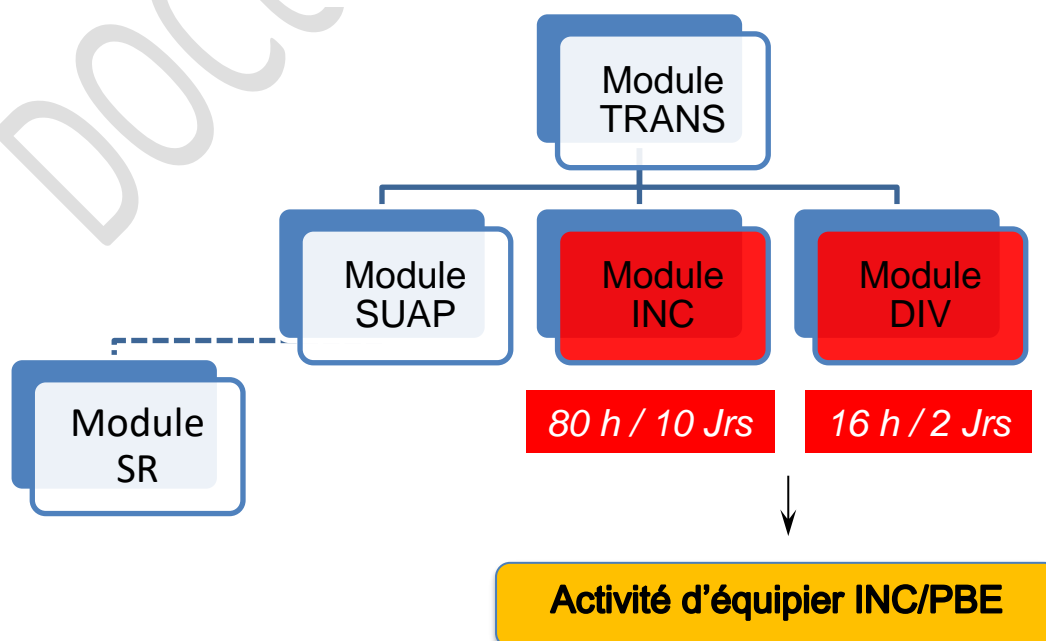 DOCU
Module
TRANS
Module
SUAP
Module
INC
Module
DIV
Module
SR
80 h / 10 Jrs
16 h / 2 Jrs
Activité d'équipier INC/PBE